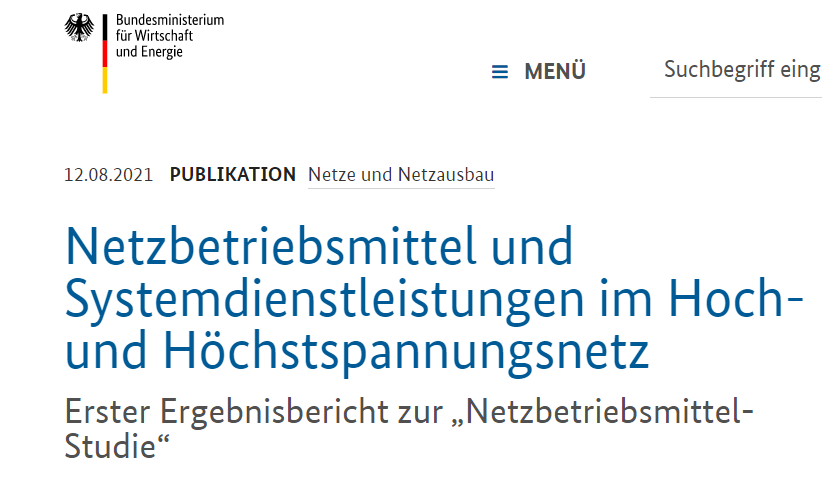 Bundesministerium
für Wirtschaft
und Energie
≡ MENÜ
Suchbegriff eing
12.08.2021 PUBLIKATION Netze und Netzausbau
Netzbetriebsmittel und
Systemdienstleistungen im Hoch-
und Höchstspannungsnetz
Erster Ergebnisbericht zur „Netzbetriebsmittel-
Studie“